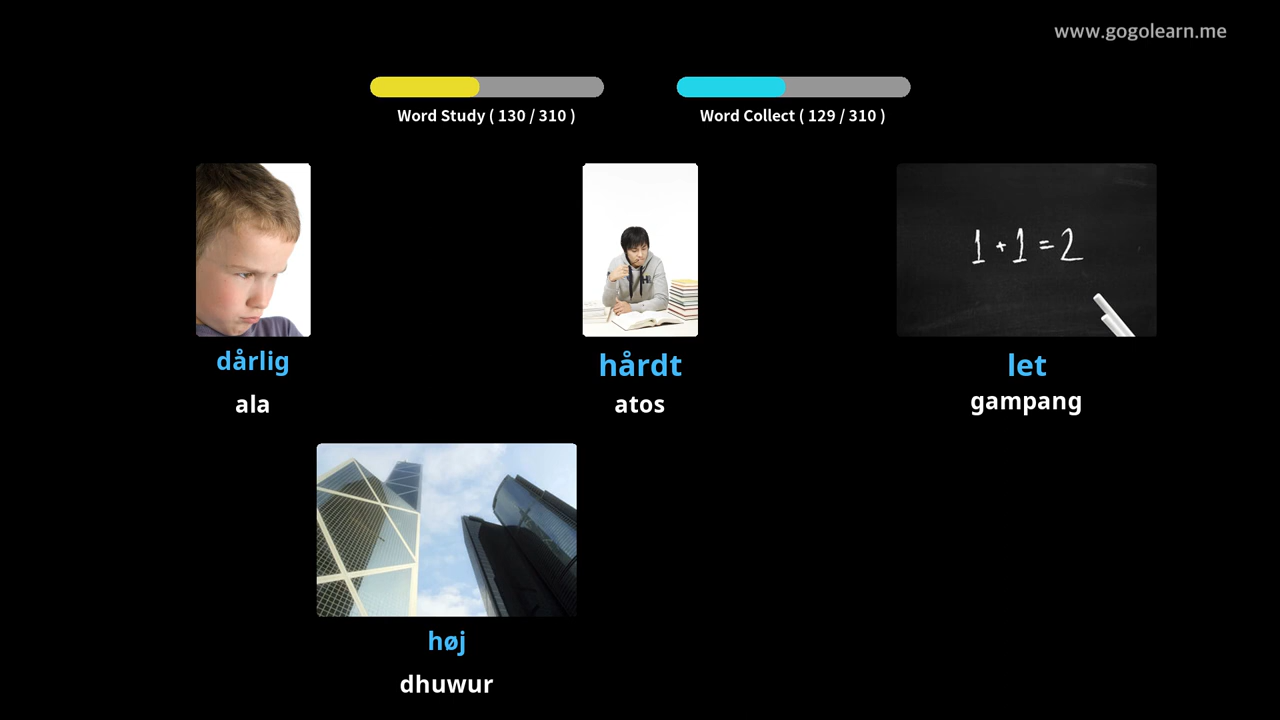 www.gogolearn.me
Word Study ( 130 / 310 )
Word Collect ( 129 / 310 )
1 + 1 = 2
dårlig
hårdt
let
ala
atos
gampang
høj
dhuwur